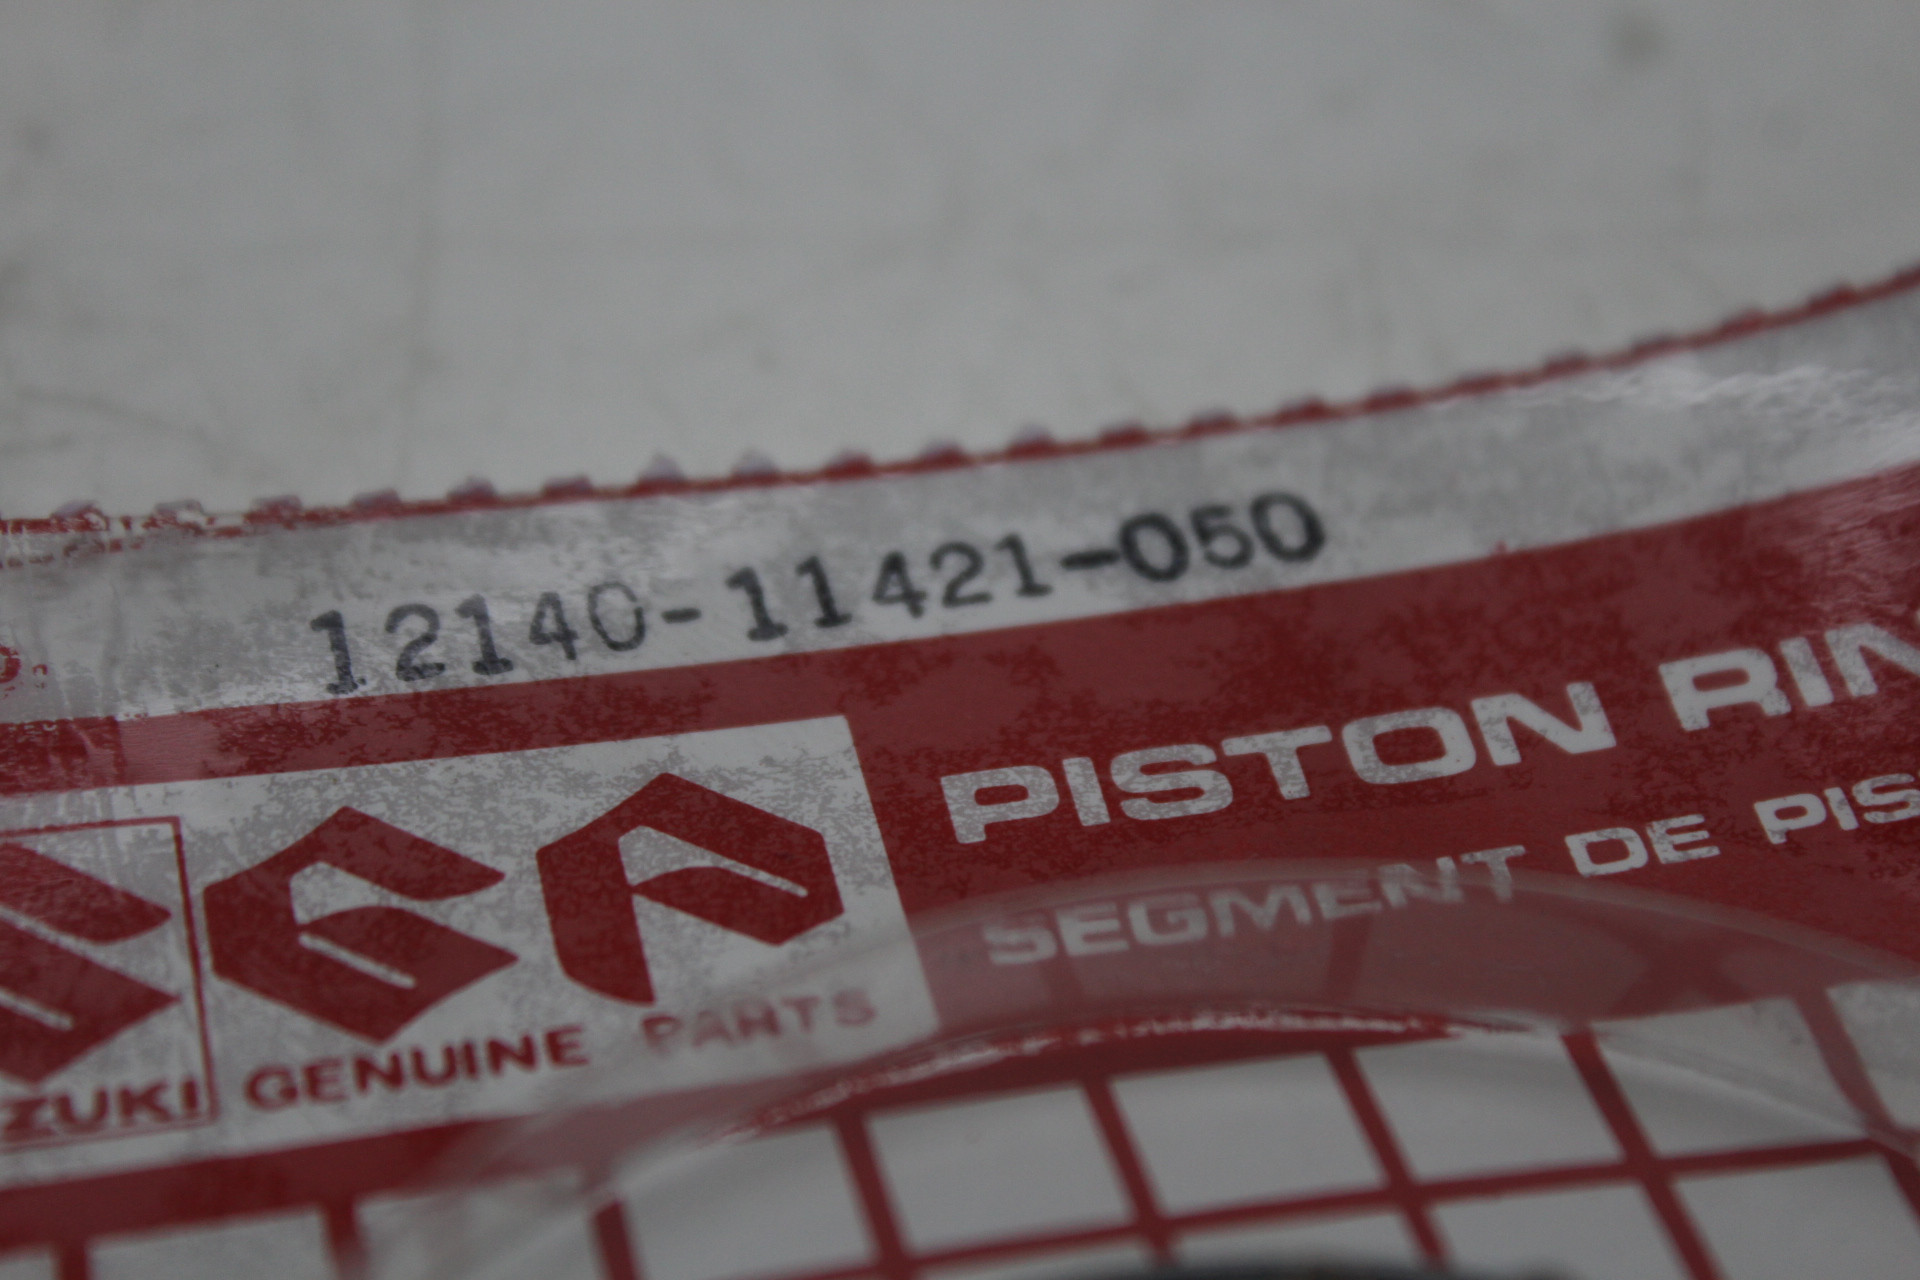 12140-11421-050
PISTON RIN
SEGMENT DE PIS
GENUINE PARTS
ZUKI